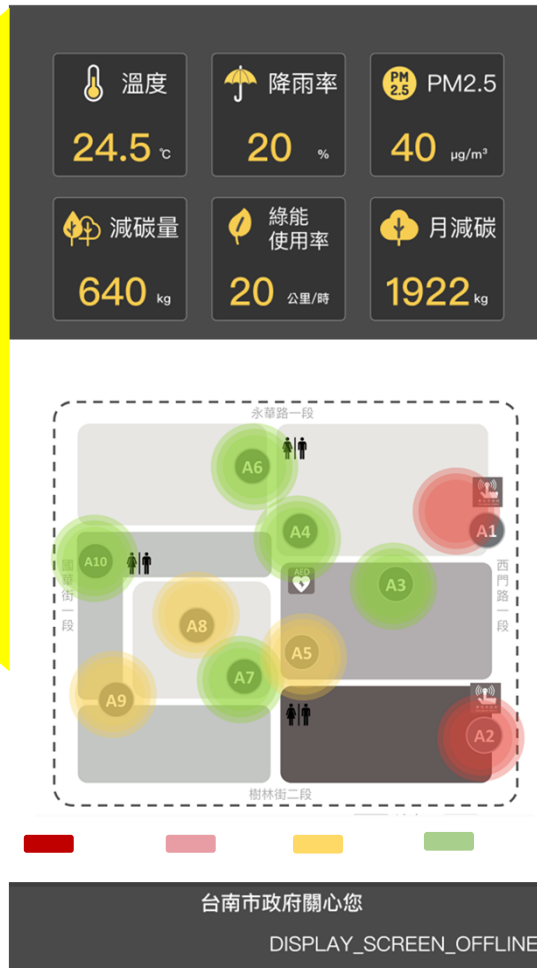 溫度
24.5 ℃
降雨率
20 %
PM2.5
PM2.5
40 μg/m³
減碳量
640 kg
綠能
使用率
20 公里/時
月減碳
1922 kg
永華路一段
A6
A4
A1
A10
AED
A3
國華街一段
西門路一段
A8
A5
A7
A9
A2
樹林街二段
台南市政府關心您
DISPLAY_SCREEN_OFFLINE